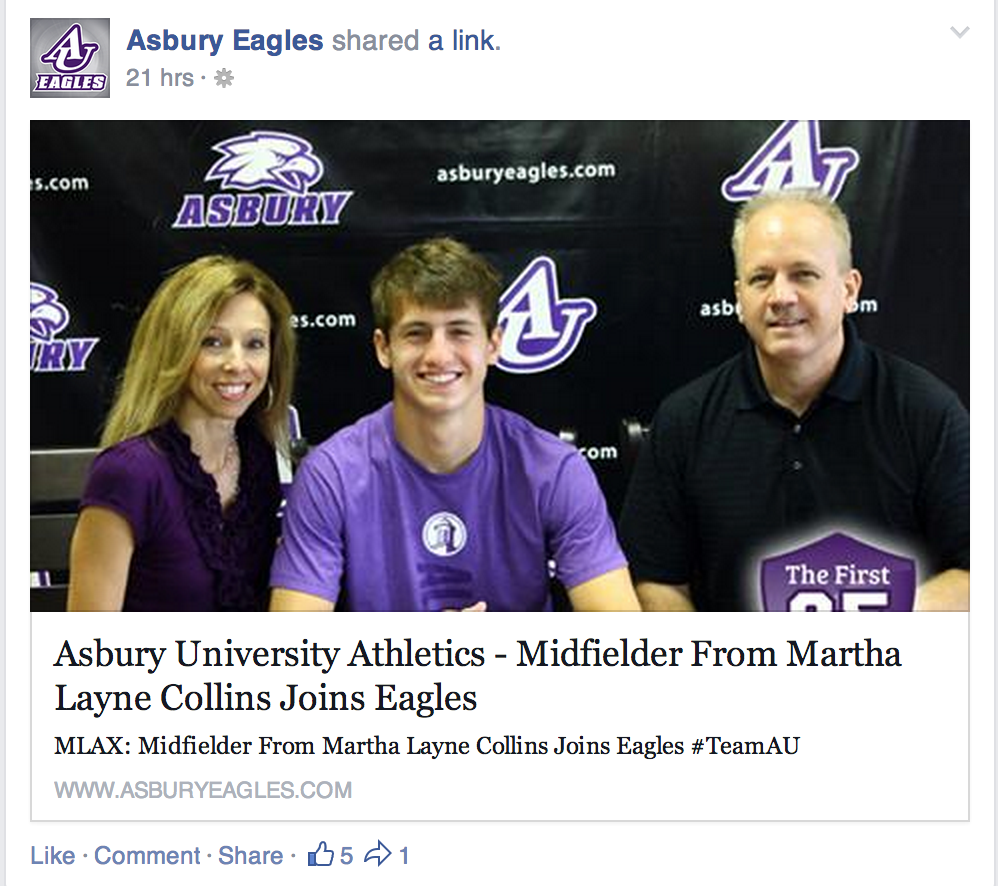 Asbury Eagles shared a link.
21 hrs ·
AU
EAGLES
es.com
ASBURY
asburyeagles.com
AU
es.com
AU
asb
om
RY
com
The First
Asbury University Athletics - Midfielder From Martha
Layne Collins Joins Eagles
MLAX: Midfielder From Martha Layne Collins Joins Eagles #TeamAU
WWW.ASBURYEAGLES.COM
Like · Comment · Share · 5 1